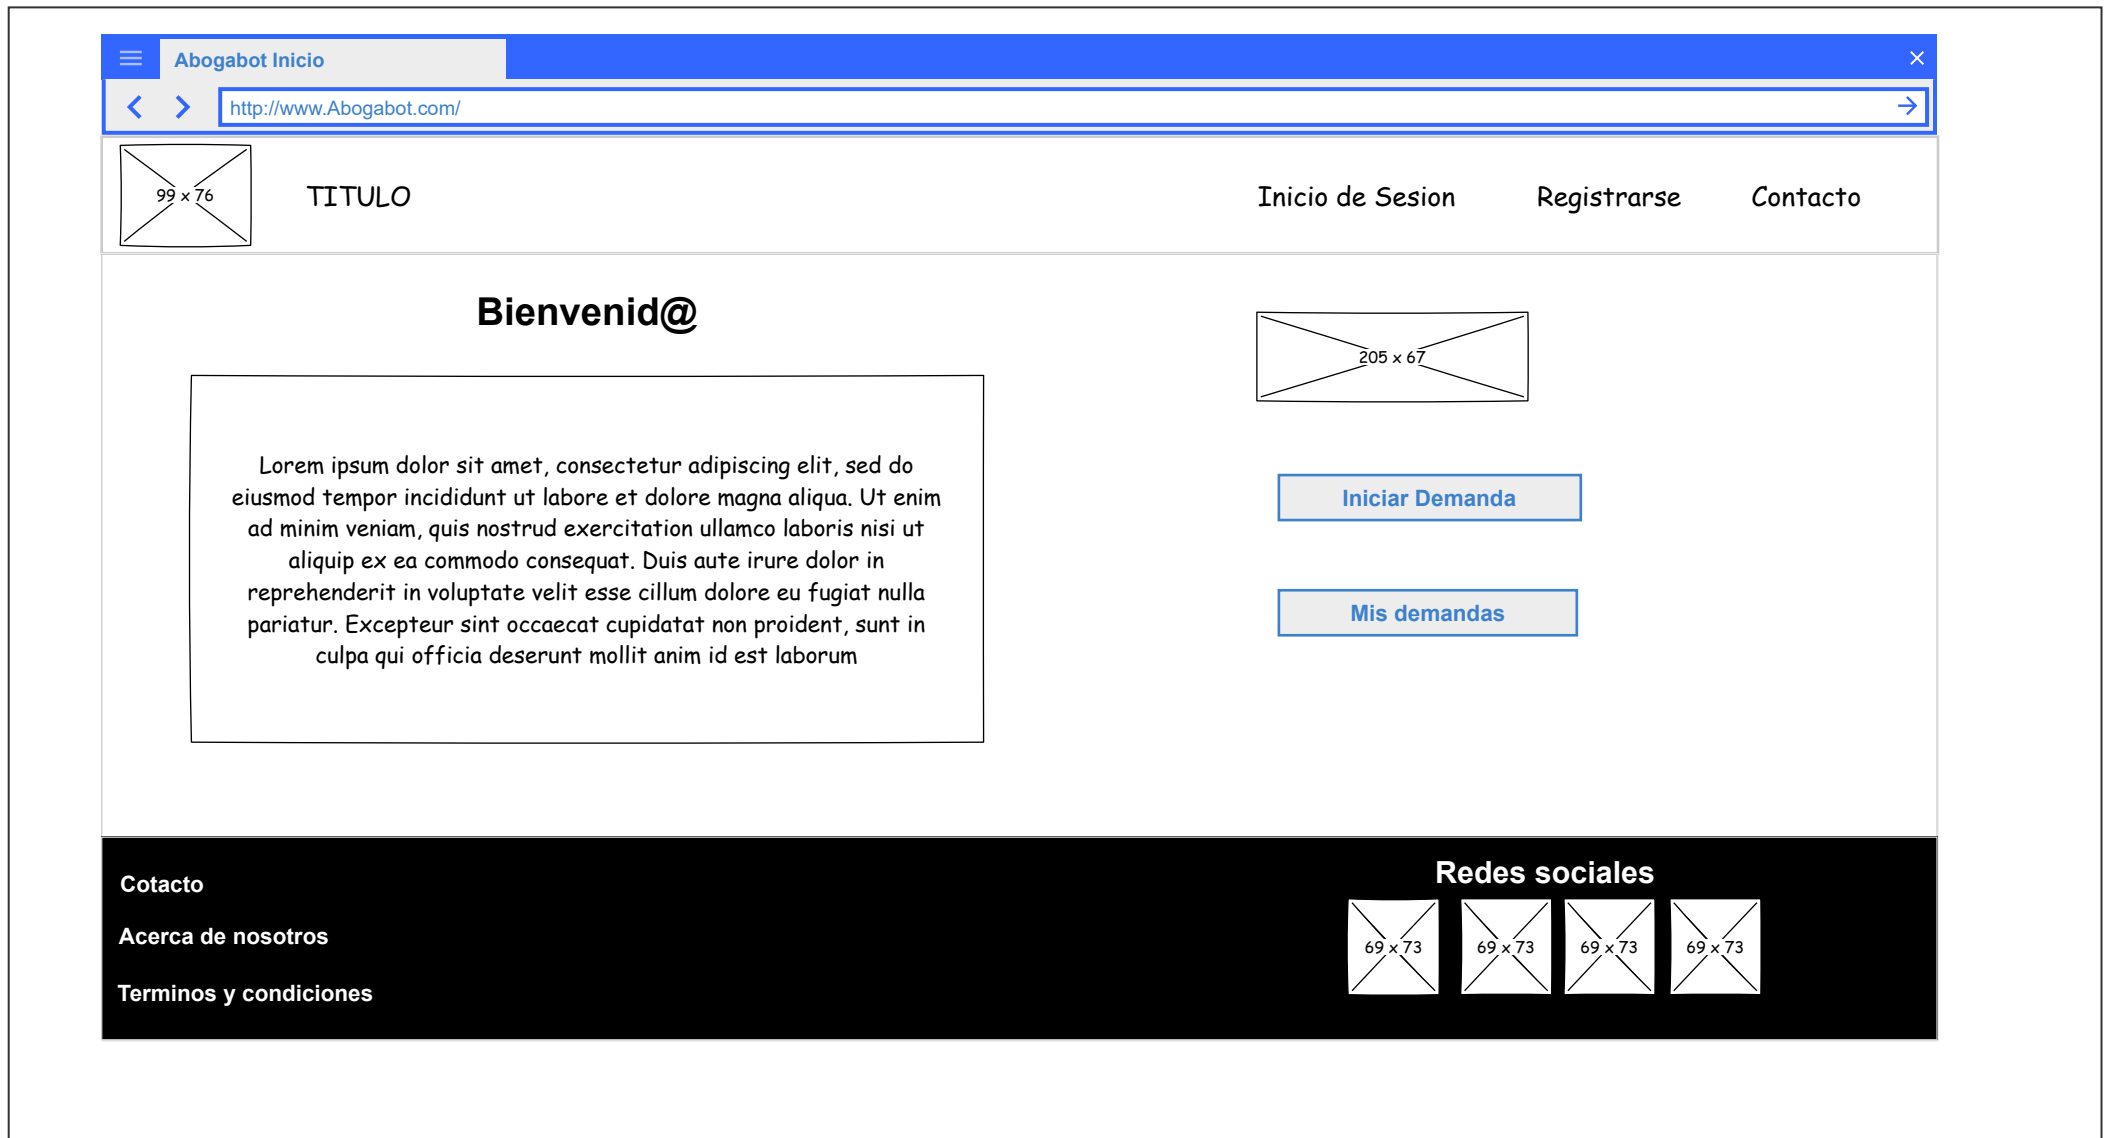 Abogabot Inicio
http://www.Abogabot.com/
99 x 76
TITULO
Inicio de Sesion
Registrarse
Contacto
Bienvenid@
Lorem ipsum dolor sit amet, consectetur adipiscing elit, sed do
eiusmod tempor incididunt ut labore et dolore magna aliqua. Ut enim
ad minim veniam, quis nostrud exercitation ullamco laboris nisi ut
aliquip ex ea commodo consequat. Duis aute irure dolor in
reprehenderit in voluptate velit esse cillum dolore eu fugiat nulla
pariatur. Excepteur sint occaecat cupidatat non proident, sunt in
culpa qui officia deserunt mollit anim id est laborum
205 x 67
Iniciar Demanda
Mis demandas
Cotacto
Acerca de nosotros
Terminos y condiciones
Redes sociales
69 x 73
69 x 73
69 x 73
69 x 73